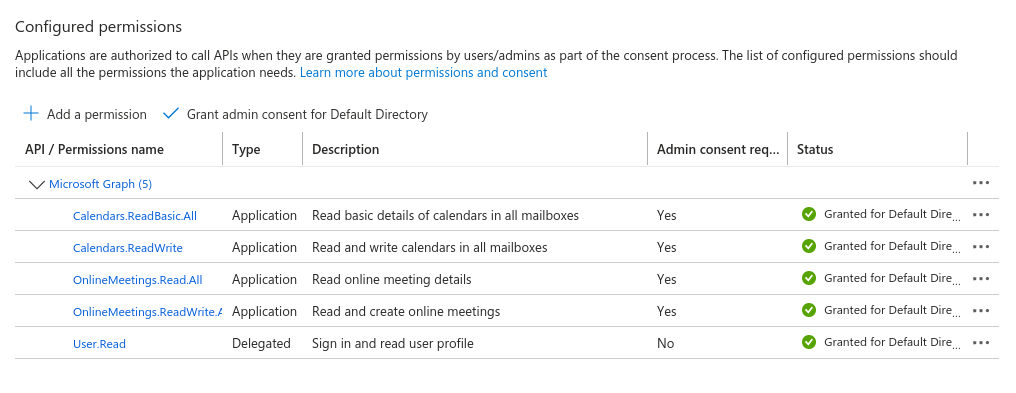 Configured permissions
Applications are authorized to call APIs when they are granted permissions by users/admins as part of the consent process. The list of configured permissions should
include all the permissions the application needs. Learn more about permissions and consent
Add a permission Grant admin consent for Default Directory
API / Permissions name Type Description Admin consent req... Status
Microsoft Graph (5) ...
Calendars.ReadBasic.All Application Read basic details of calendars in all mailboxes Yes Granted for Default Dire... ...
Calendars.ReadWrite Application Read and write calendars in all mailboxes Yes Granted for Default Dire... ...
OnlineMeetings.Read.All Application Read online meeting details Yes Granted for Default Dire... ...
OnlineMeetings.ReadWrite.A Application Read and create online meetings Yes Granted for Default Dire... ...
User.Read Delegated Sign in and read user profile No Granted for Default Dire... ...